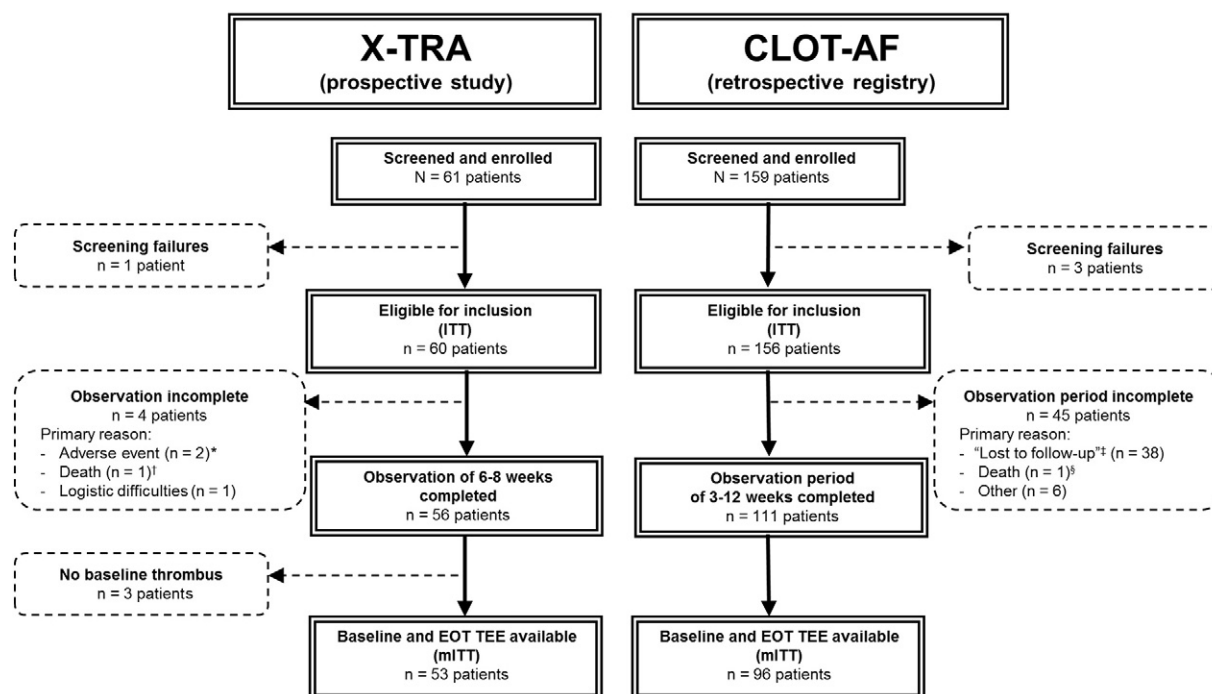 X-TRA
(prospective study)
CLOT-AF
(retrospective registry)
Screened and enrolled
N = 61 patients
Screened and enrolled
N = 159 patients
Screening failures
n = 1 patient
Screening failures
n = 3 patients
Eligible for inclusion
(ITT)
n = 60 patients
Eligible for inclusion
(ITT)
n = 156 patients
Observation incomplete
n = 4 patients
Primary reason:
- Adverse event (n = 2)*
- Death (n = 1)†
- Logistic difficulties (n = 1)
Observation period incomplete
n = 45 patients
Primary reason:
- “Lost to follow-up”‡ (n = 38)
- Death (n = 1)§
- Other (n = 6)
Observation of 6-8 weeks
completed
n = 56 patients
Observation period
of 3-12 weeks completed
n = 111 patients
No baseline thrombus
n = 3 patients
Baseline and EOT TEE available
(mITT)
n = 53 patients
Baseline and EOT TEE available
(mITT)
n = 96 patients